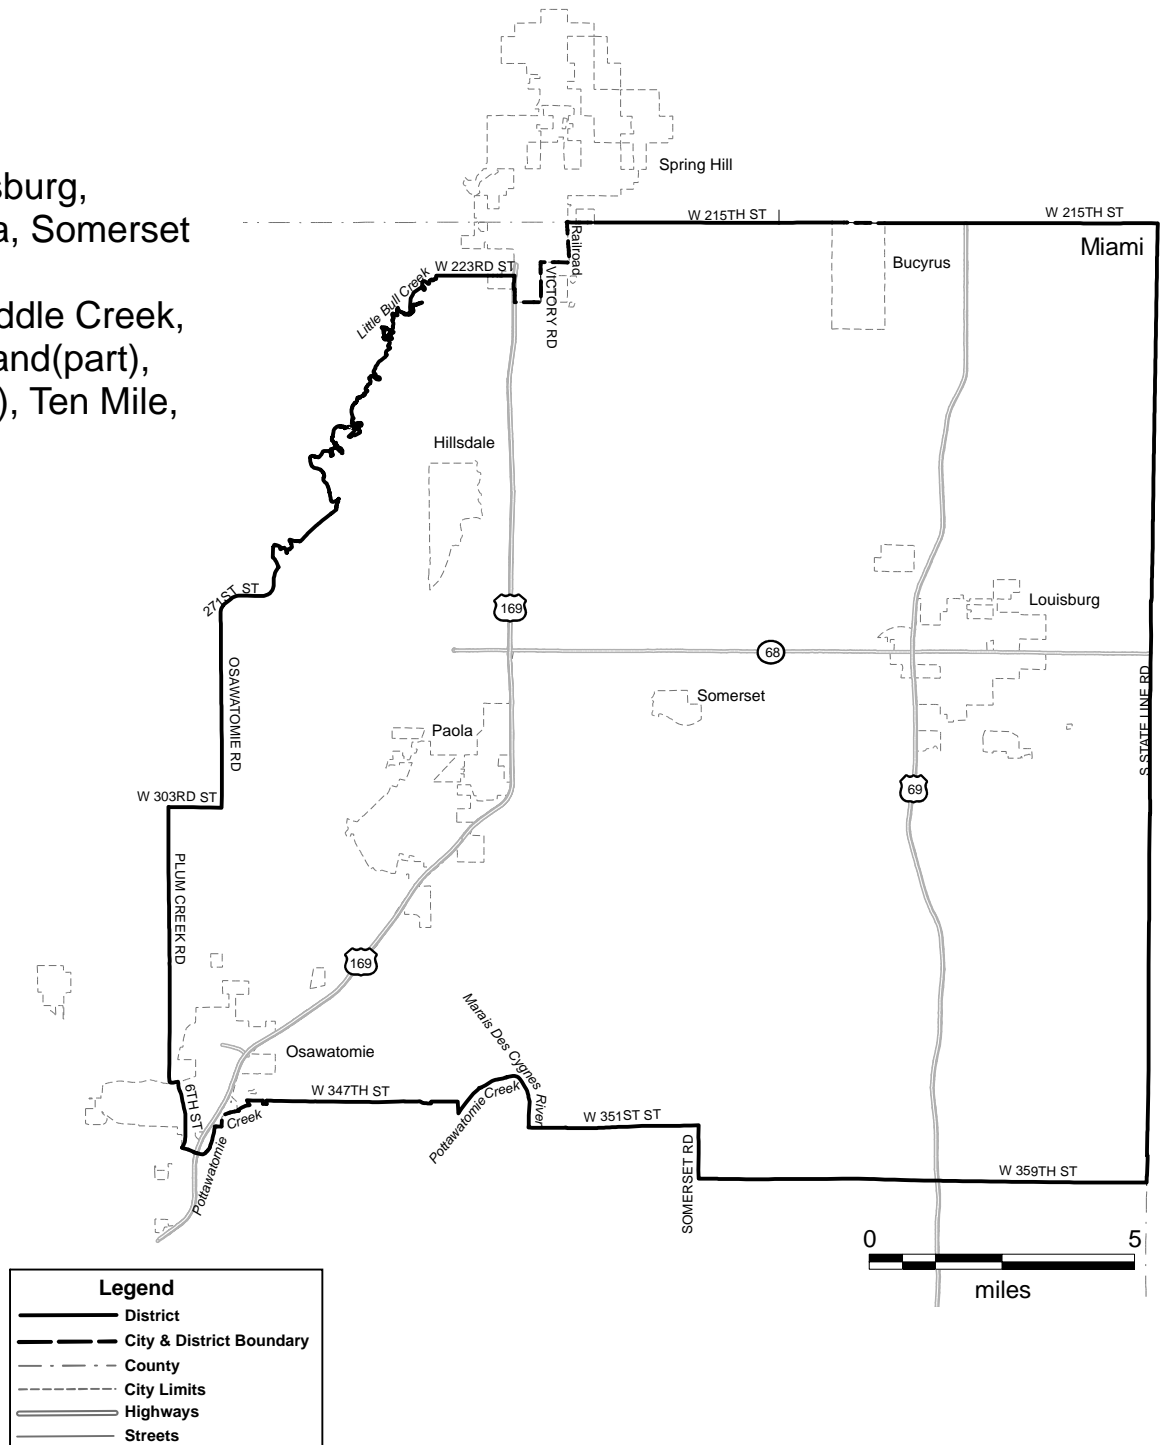 Spring Hill
sburg,
a, Somerset
W 215TH ST
W 215TH ST
Miami
Railroad
Bucyrus
W 223RD ST
VICTORY RD
Little Bull Creek
ddle Creek,
and(part),
), Ten Mile,
Hillsdale
271ST ST
169
Louisburg
68
OSAWATOMIE RD
Somerset
S STATE LINE RD
Paola
W 303RD ST
69
PLUM CREEK RD
169
Marais Des Cygnes River
Osawatomie
6TH ST
W 347TH ST
Pottawatomie Creek
Pottawatomie Creek
W 351ST ST
SOMERSET RD
W 359TH ST
0 5
miles
Legend
District
City & District Boundary
County
City Limits
Highways
Streets